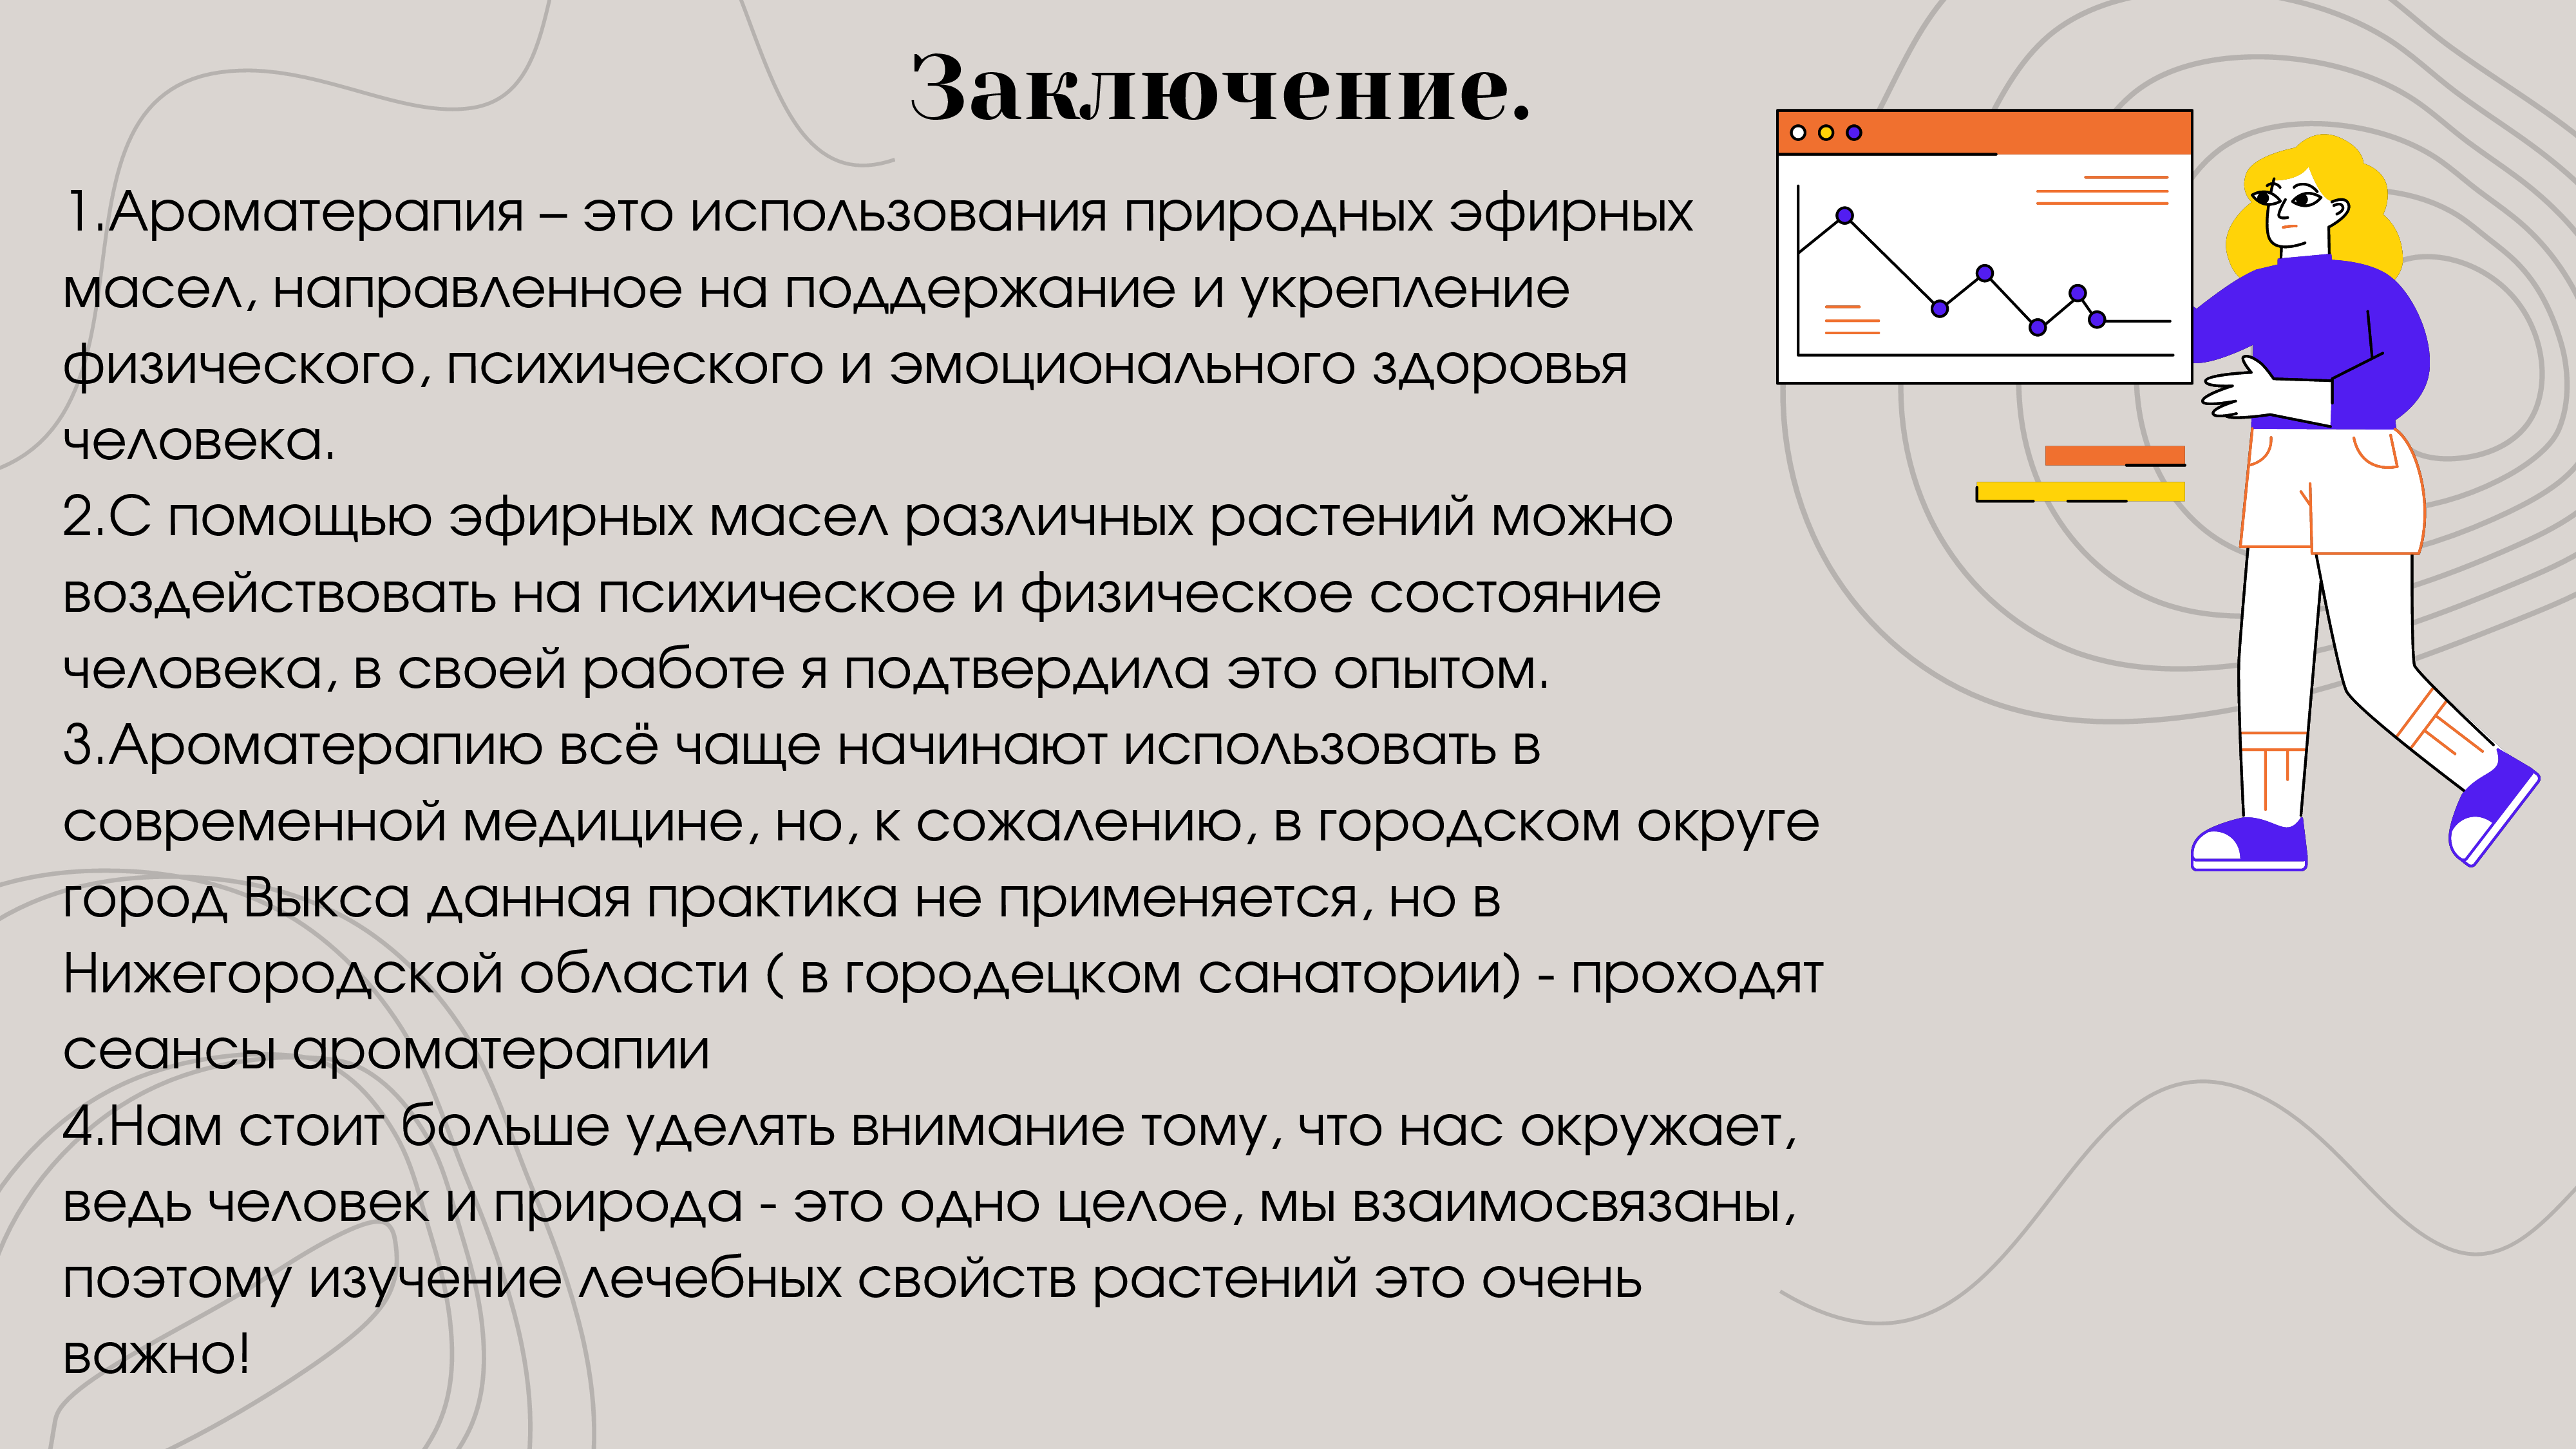 Заключение.
1.Ароматерапия – это использования природных эфирных
масел, направленное на поддержание и укрепление
физического, психического и эмоционального здоровья
человека.
2.С помощью эфирных масел различных растений можно
воздействовать на психическое и физическое состояние
человека, в своей работе я подтвердила это опытом.
3.Ароматерапию всё чаще начинают использовать в
современной медицине, но, к сожалению, в городском округе
город Выкса данная практика не применяется, но в
Нижегородской области ( в городецком санатории) - проходят
сеансы ароматерапии
4.Нам стоит больше уделять внимание тому, что нас окружает,
ведь человек и природа - это одно целое, мы взаимосвязаны,
поэтому изучение лечебных свойств растений это очень
важно!